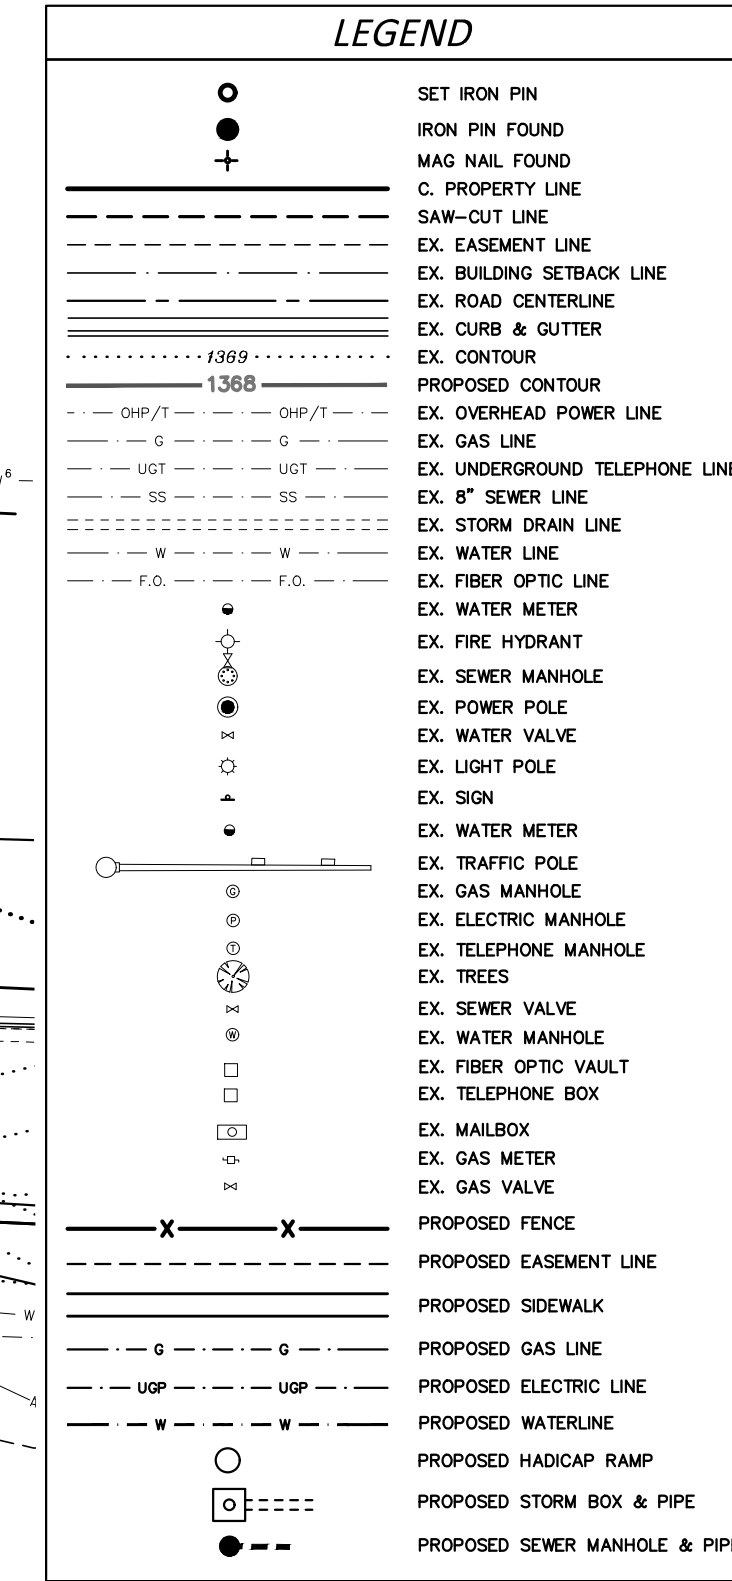 LEGEND
SET IRON PIN
IRON PIN FOUND
MAG NAIL FOUND
C. PROPERTY LINE
SAW-CUT LINE
EX. EASEMENT LINE
EX. BUILDING SETBACK LINE
EX. ROAD CENTERLINE
EX. CURB & GUTTER
1369 EX. CONTOUR
1368 PROPOSED CONTOUR
OHP/T OHP/T EX. OVERHEAD POWER LINE
G G EX. GAS LINE
UGT UGT EX. UNDERGROUND TELEPHONE LINE
6
SS SS EX. 8" SEWER LINE
EX. STORM DRAIN LINE
W W EX. WATER LINE
F.O. F.O. EX. FIBER OPTIC LINE
EX. WATER METER
EX. FIRE HYDRANT
EX. SEWER MANHOLE
EX. POWER POLE
EX. WATER VALVE
EX. LIGHT POLE
EX. SIGN
EX. WATER METER
EX. TRAFFIC POLE
G EX. GAS MANHOLE
P EX. ELECTRIC MANHOLE
T EX. TELEPHONE MANHOLE
EX. TREES
EX. SEWER VALVE
W EX. WATER MANHOLE
EX. FIBER OPTIC VAULT
EX. TELEPHONE BOX
EX. MAILBOX
EX. GAS METER
EX. GAS VALVE
X X PROPOSED FENCE
PROPOSED EASEMENT LINE
PROPOSED SIDEWALK
W
G G PROPOSED GAS LINE
UGP UGP PROPOSED ELECTRIC LINE
A
W W PROPOSED WATERLINE
PROPOSED HADICAP RAMP
PROPOSED STORM BOX & PIPE
PROPOSED SEWER MANHOLE & PIPE